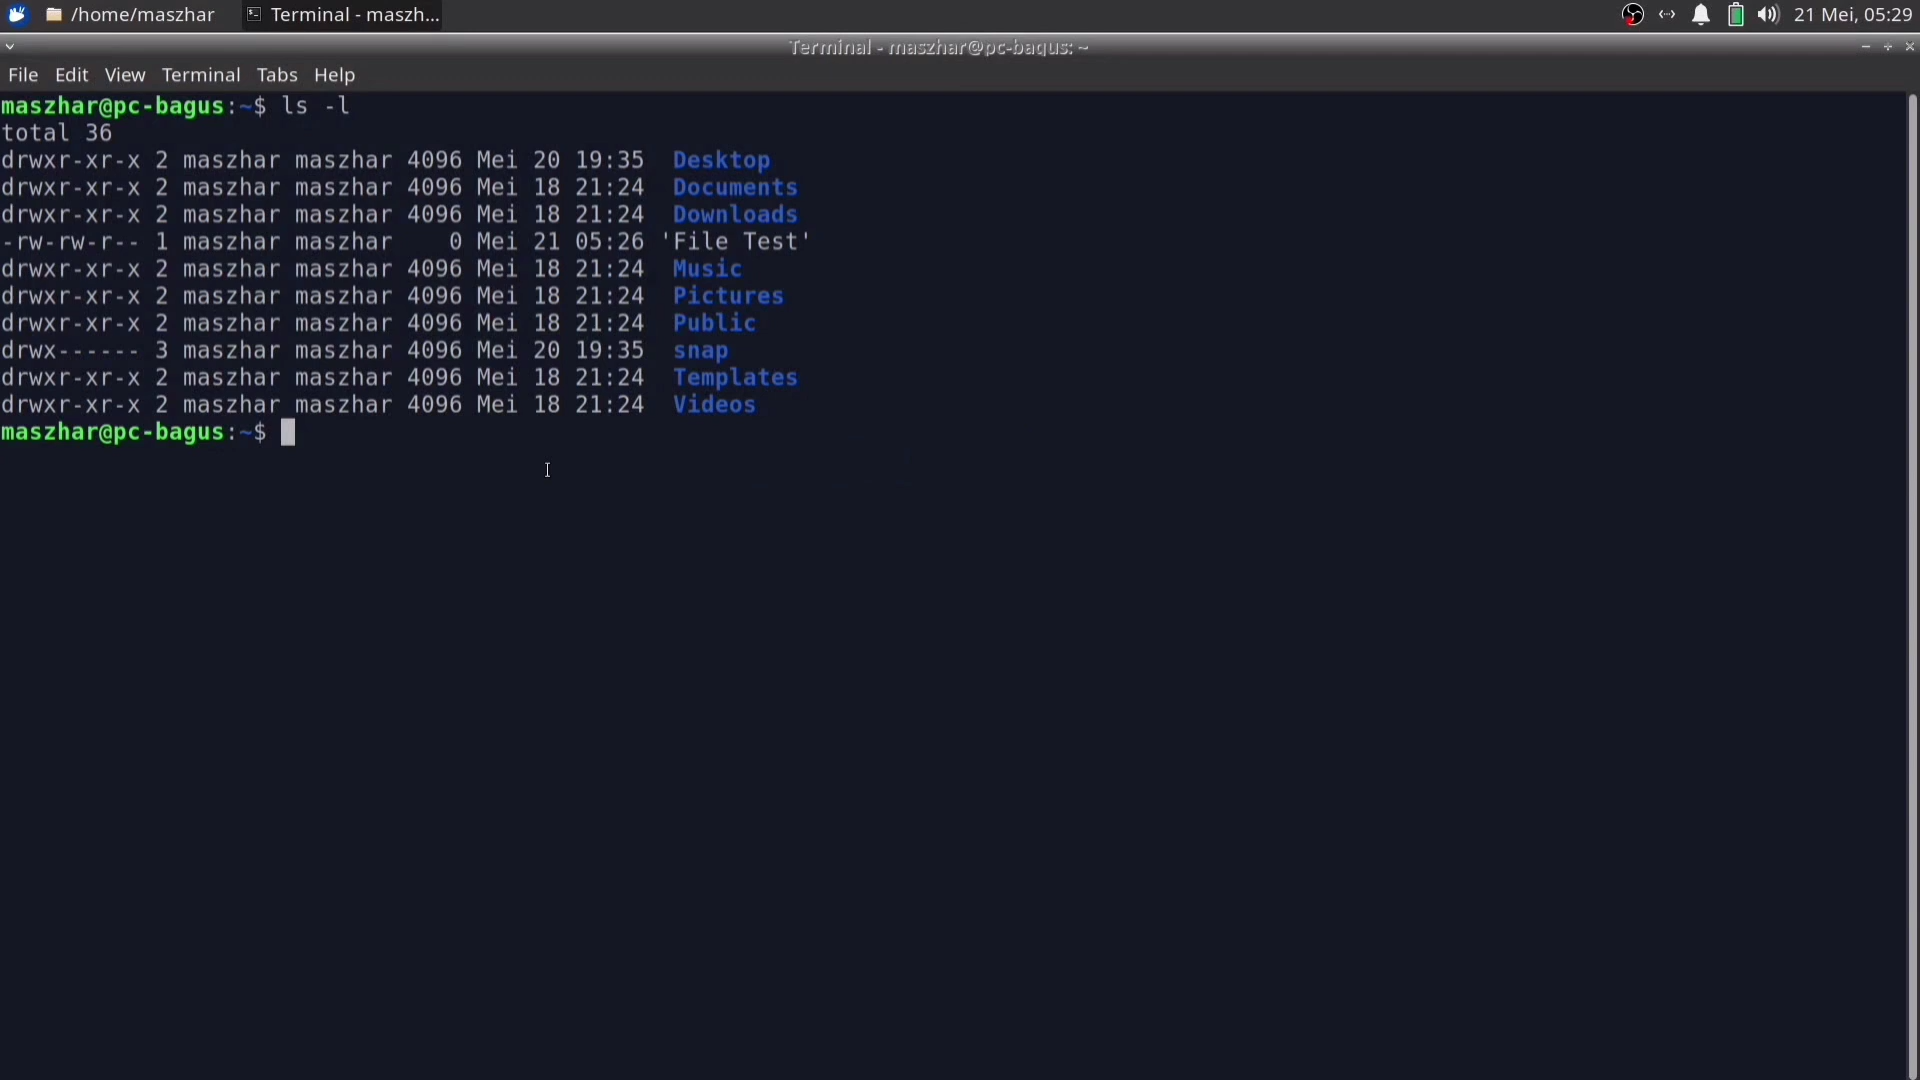 /home/maszhar Terminal - maszh... 21 Mei, 05:29
Terminal - maszhar@pc-bagus: ~
File Edit View Terminal Tabs Help
maszhar@pc-bagus:~$ ls -l
total 36
drwxr-xr-x 2 maszhar maszhar 4096 Mei 20 19:35  Desktop
drwxr-xr-x 2 maszhar maszhar 4096 Mei 18 21:24  Documents
drwxr-xr-x 2 maszhar maszhar 4096 Mei 18 21:24  Downloads
-rw-rw-r-- 1 maszhar maszhar    0 Mei 21 05:26 'File Test'
drwxr-xr-x 2 maszhar maszhar 4096 Mei 18 21:24  Music
drwxr-xr-x 2 maszhar maszhar 4096 Mei 18 21:24  Pictures
drwxr-xr-x 2 maszhar maszhar 4096 Mei 18 21:24  Public
drwx------ 3 maszhar maszhar 4096 Mei 20 19:35  snap
drwxr-xr-x 2 maszhar maszhar 4096 Mei 18 21:24  Templates
drwxr-xr-x 2 maszhar maszhar 4096 Mei 18 21:24  Videos
maszhar@pc-bagus:~$